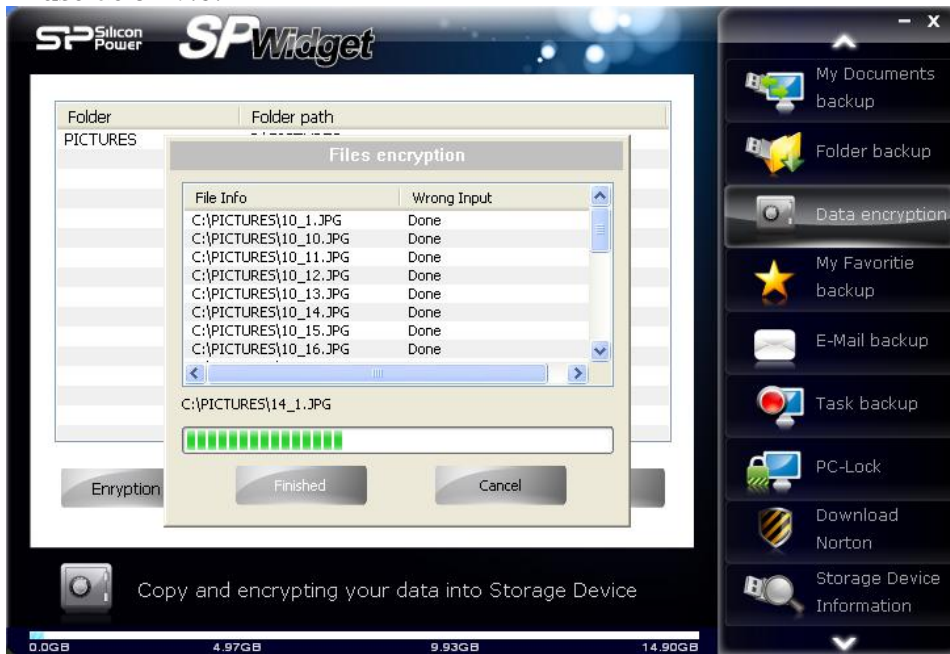 SP Silicon Power
SPWidget
- x
Folder Folder path
PICTURES
Files encryption
File Info Wrong Input
C:\PICTURES\10_1.JPG Done
C:\PICTURES\10_10.JPG Done
C:\PICTURES\10_11.JPG Done
C:\PICTURES\10_12.JPG Done
C:\PICTURES\10_13.JPG Done
C:\PICTURES\10_14.JPG Done
C:\PICTURES\10_15.JPG Done
C:\PICTURES\10_16.JPG Done
C:\PICTURES\14_1.JPG
Enryption
Finished
Cancel
Copy and encrypting your data into Storage Device
0.0GB 4.97GB 9.93GB 14.90GB
My Documents
backup
Folder backup
Data encryption
My Favoritie
backup
E-Mail backup
Task backup
PC-Lock
Download
Norton
Storage Device
Information